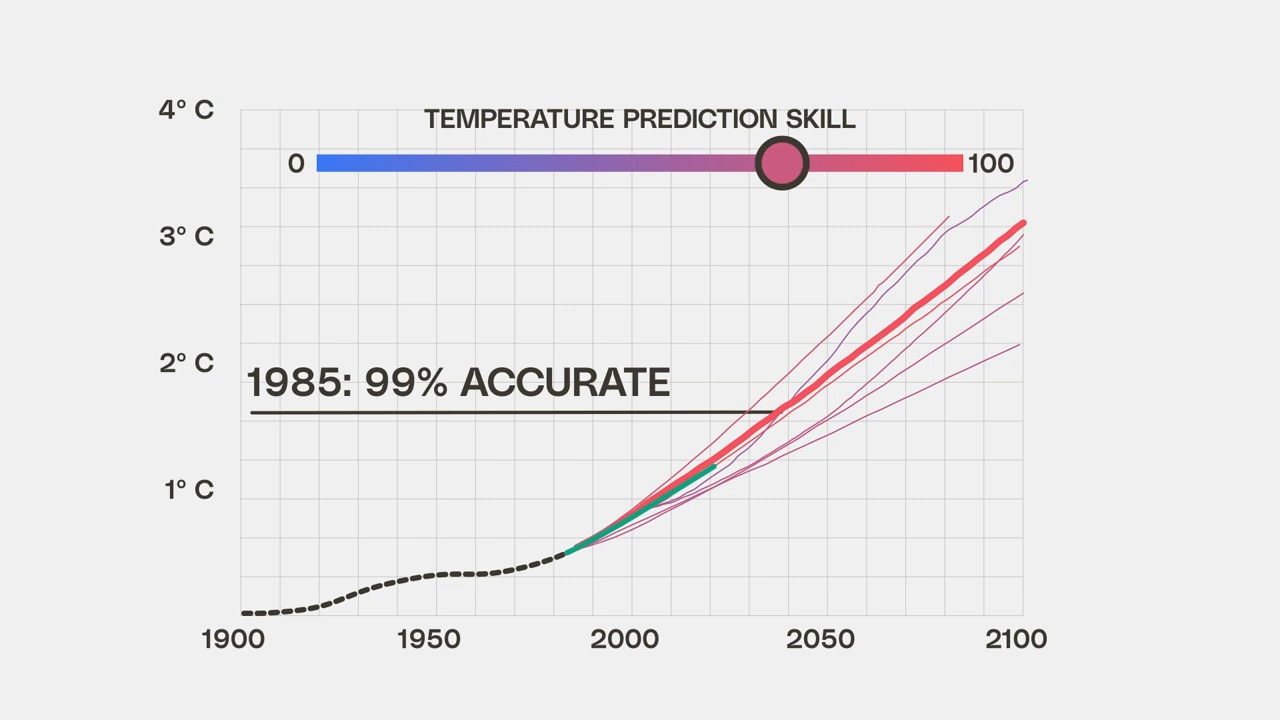 4° C
TEMPERATURE PREDICTION SKILL
0
100
3° C
2° C
1985: 99% ACCURATE
1° C
1900
1950
2000
2050
2100